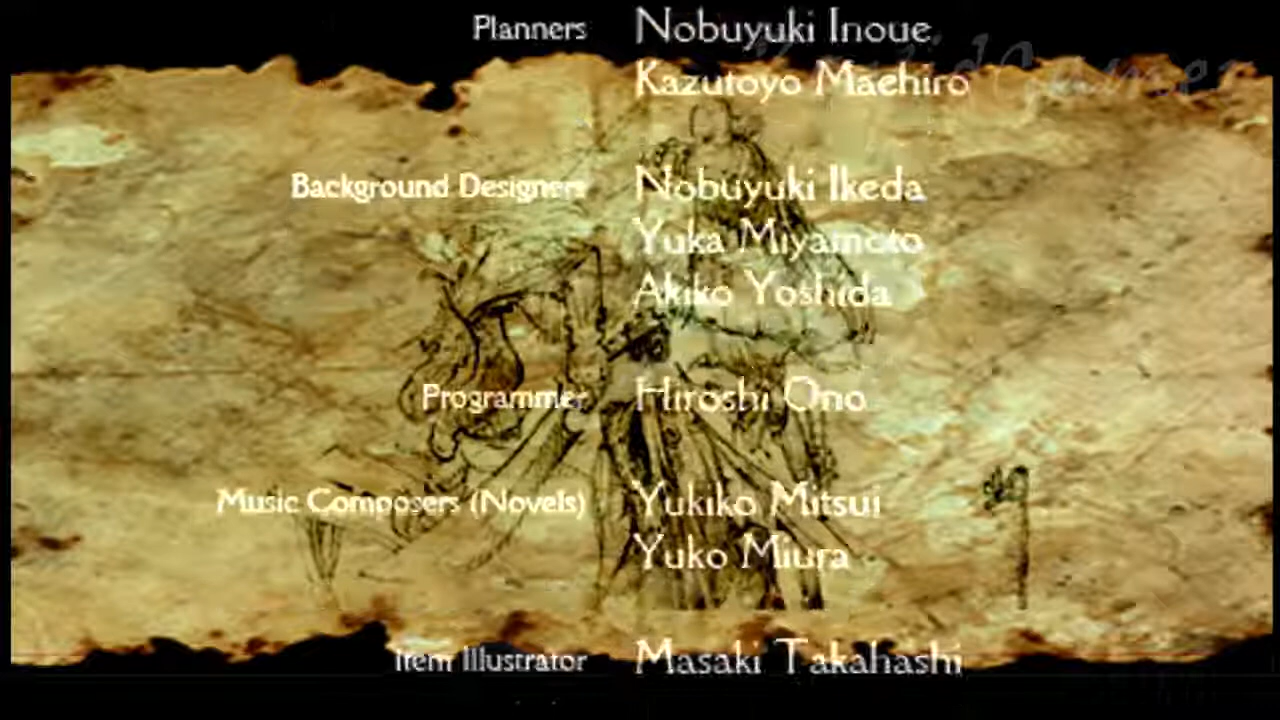 Planners Nobuyuki Inoue
Kazutoyo Maehiro
Background Designers Nobuyuki Ikeda
Yuka Miyamoto
Akiko Yoshida
Programmer Hiroshi Ono
Music Composers (Novels) Yukiko Mitsui
Yuko Miura
Item Illustrator Masaki Takahashi